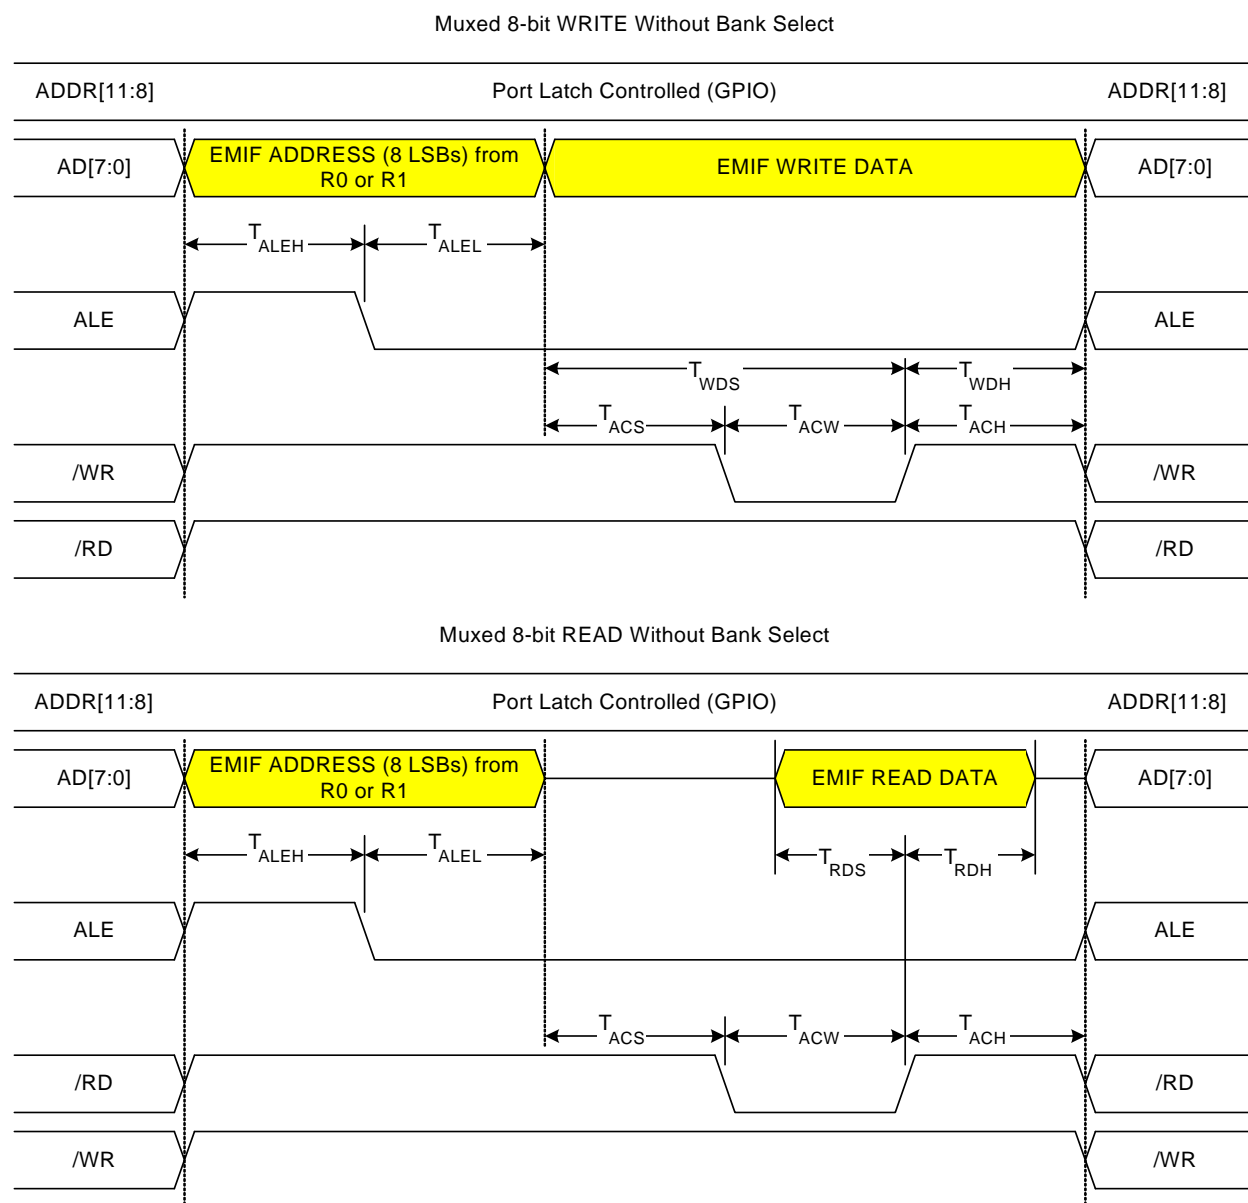 Muxed 8-bit WRITE Without Bank Select
ADDR[11:8] Port Latch Controlled (GPIO) ADDR[11:8]
AD[7:0] EMIF ADDRESS (8 LSBs) from EMIF WRITE DATA AD[7:0]
R0 or R1
TALEH TALEL
ALE ALE
TWDS TWDH
TACS TACW TACH
/WR /WR
/RD /RD
Muxed 8-bit READ Without Bank Select
ADDR[11:8] Port Latch Controlled (GPIO) ADDR[11:8]
AD[7:0] EMIF ADDRESS (8 LSBs) from EMIF READ DATA AD[7:0]
R0 or R1
TALEH TALEL TRDS TRDH
ALE ALE
TACS TACW TACH
/RD /RD
/WR /WR